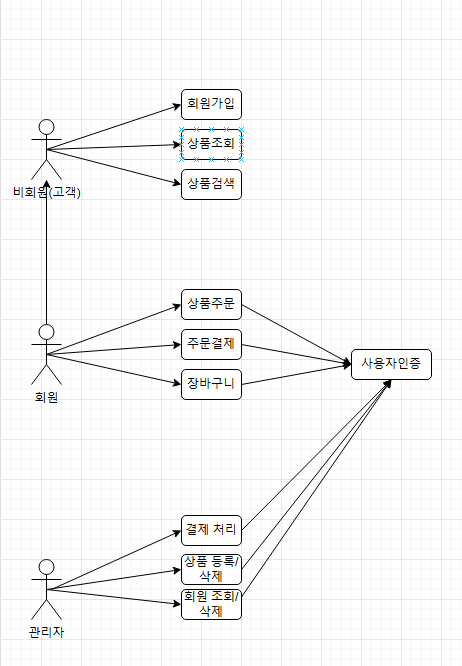 회원가입
상품조회
비회원(고객)
상품검색
상품주문
주문결제
사용자인증
장바구니
회원
결제 처리
상품 등록/
삭제
회원 조회/
삭제
관리자